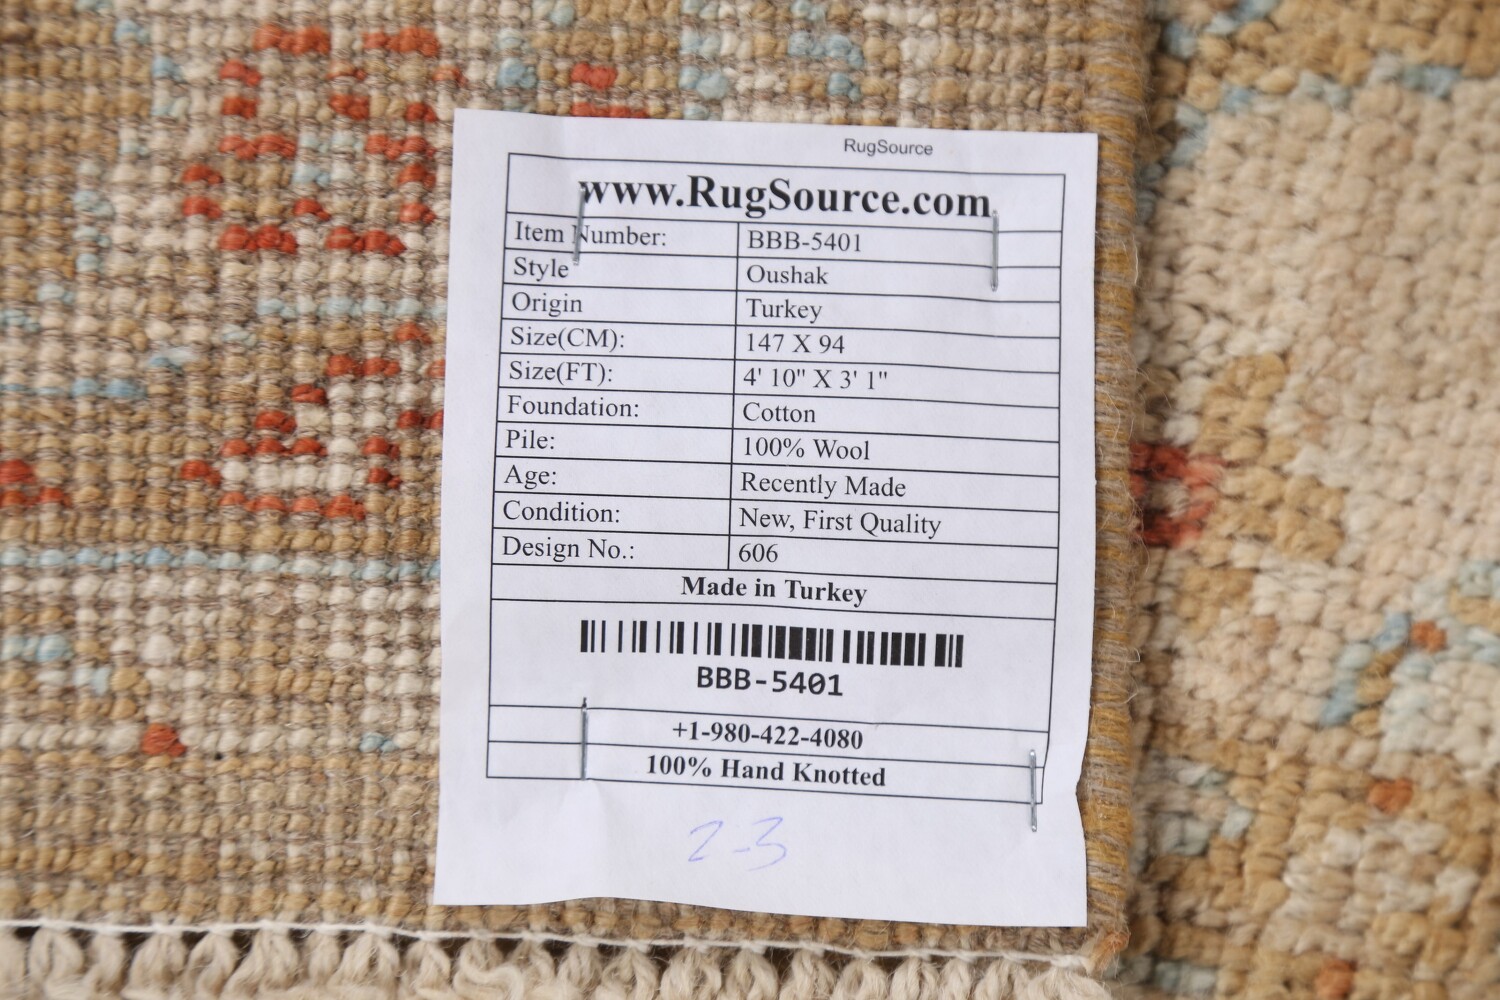 RugSource
www.RugSource.com
Item Number: BBB-5401
Style Oushak
Origin Turkey
Size(CM): 147 X 94
Size(FT): 4' 10" X 3' 1"
Foundation: Cotton
Pile: 100% Wool
Age: Recently Made
Condition: New, First Quality
Design No.: 606
Made in Turkey
BBB-5401
+1-980-422-4080
100% Hand Knotted
2-3